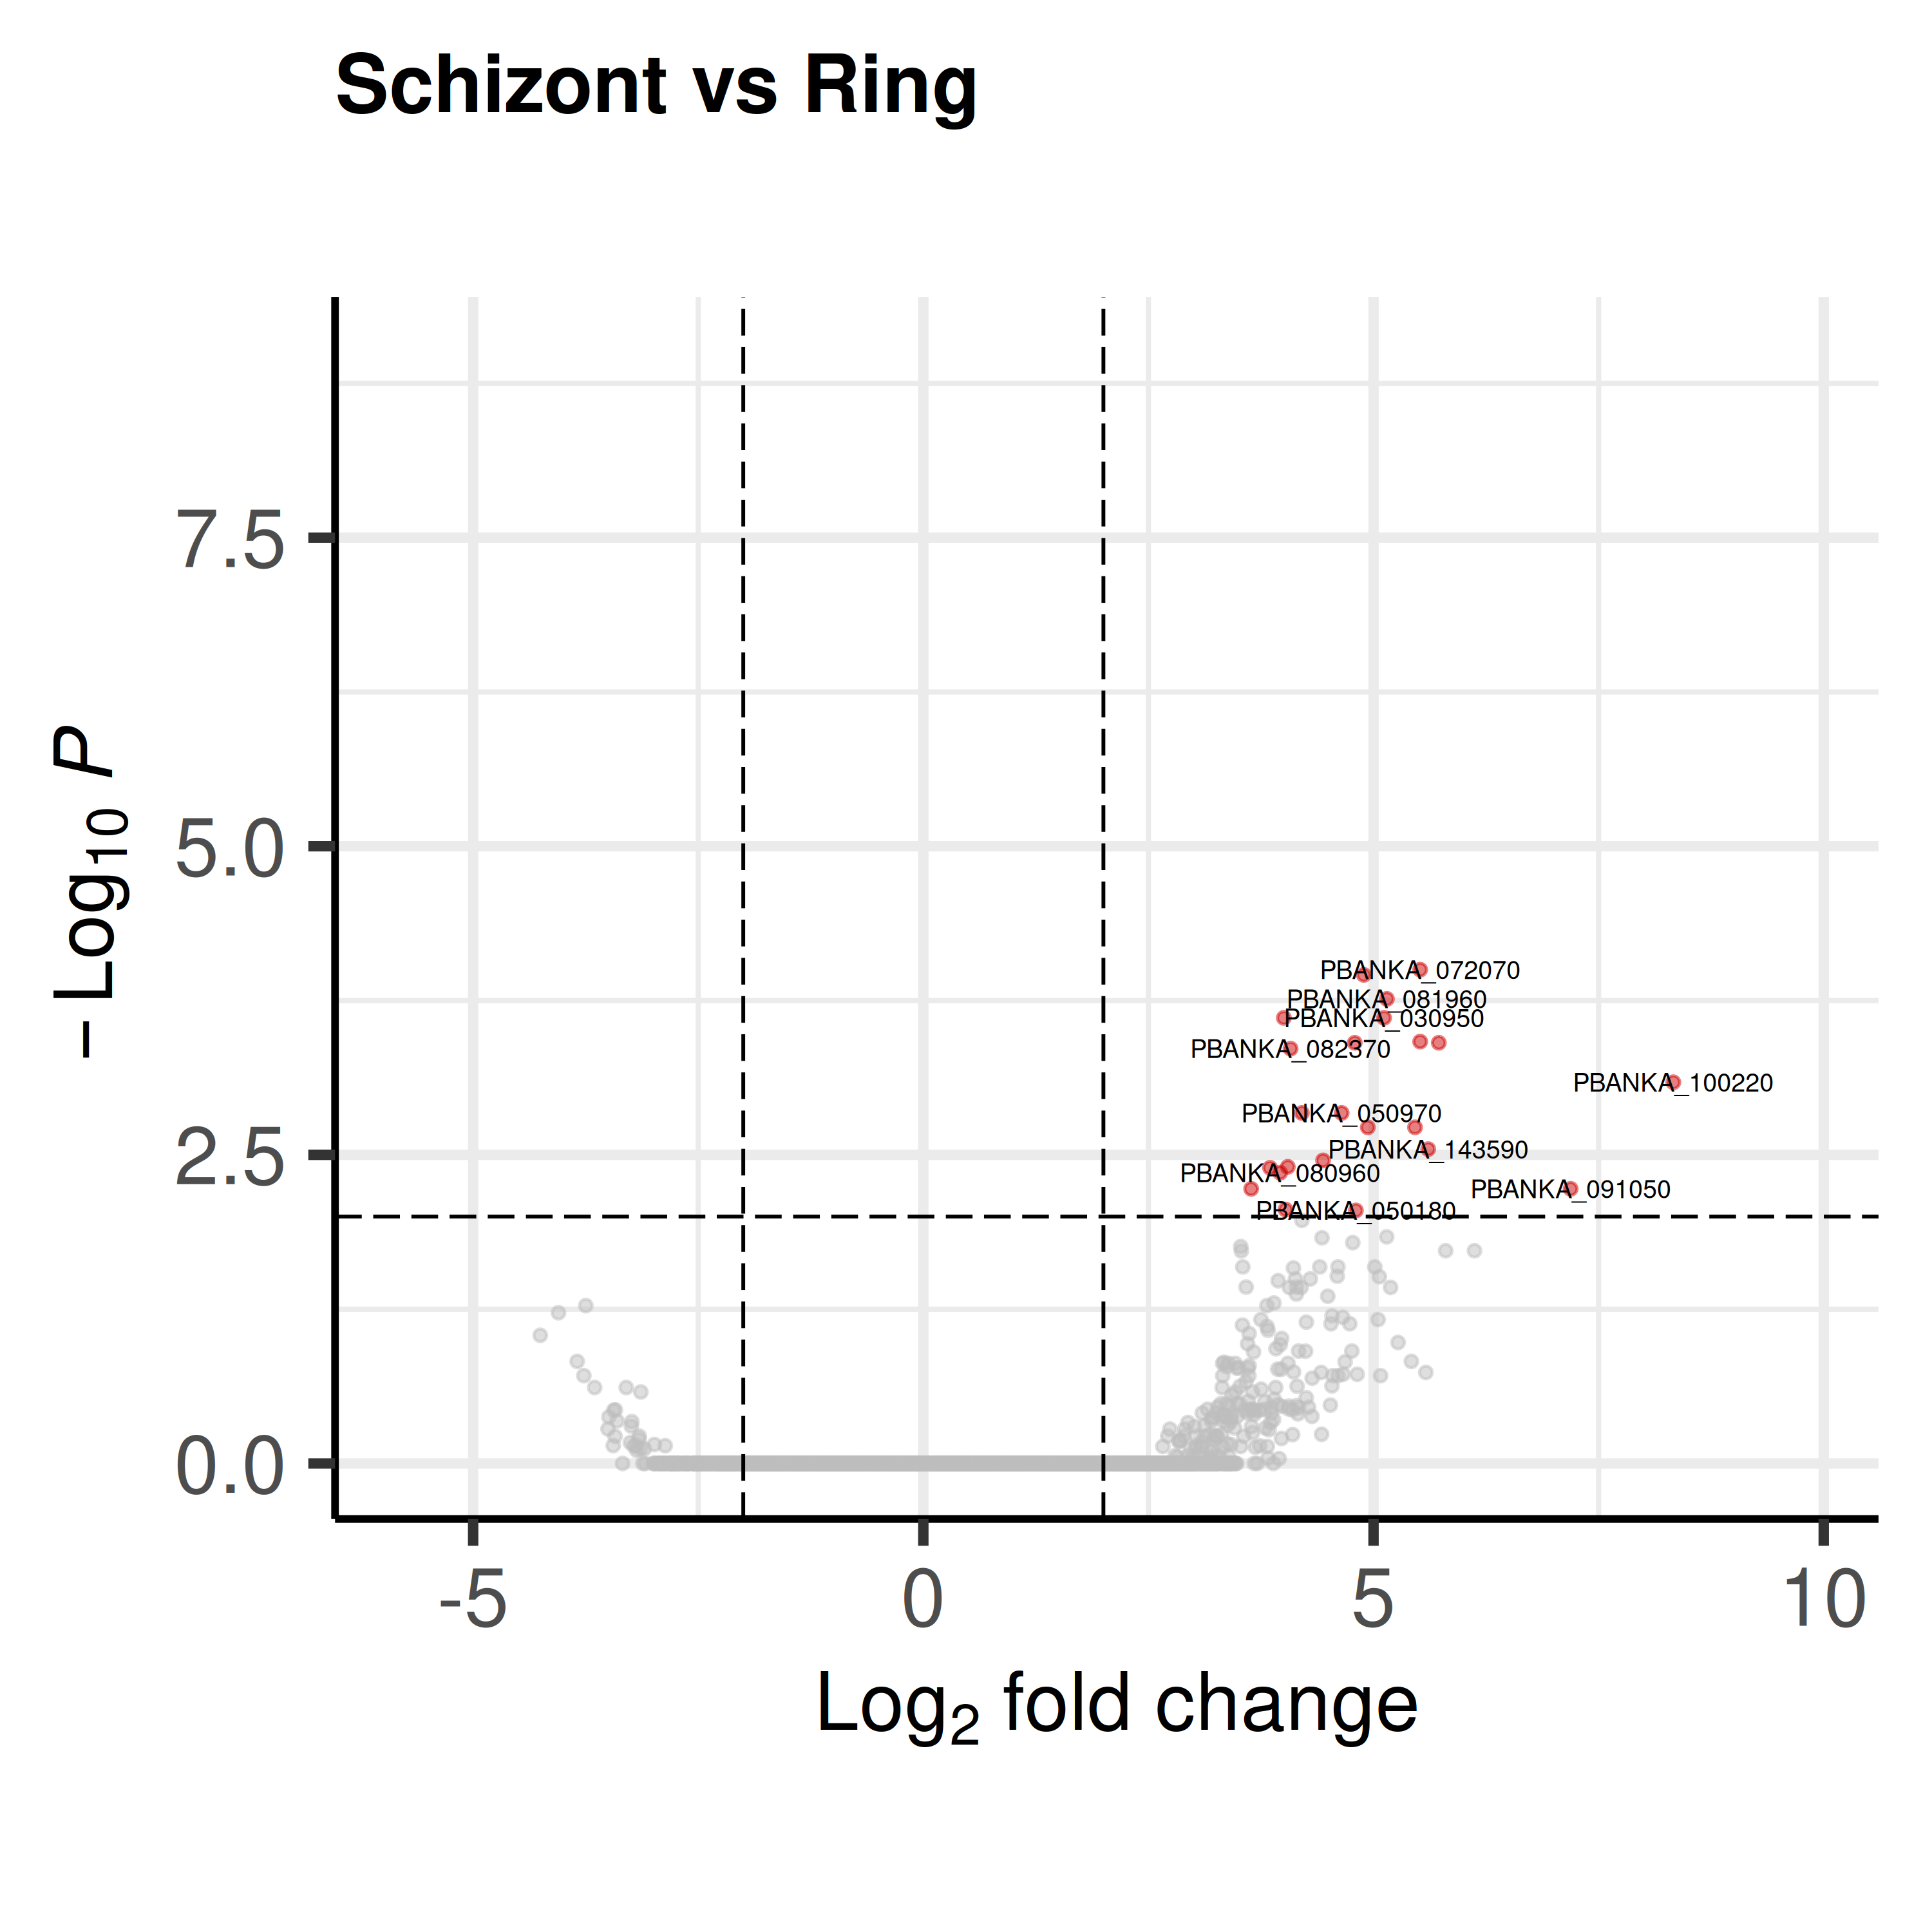 Schizont vs Ring
− Log10 P
7.5
5.0
2.5
0.0
PBANKA_072070
PBANKA_081960
PBANKA_030950
PBANKA_082370
PBANKA_100220
PBANKA_050970
PBANKA_143590
PBANKA_080960
PBANKA_091050
PBANKA_050180
-5 0 5 10
Log2 fold change